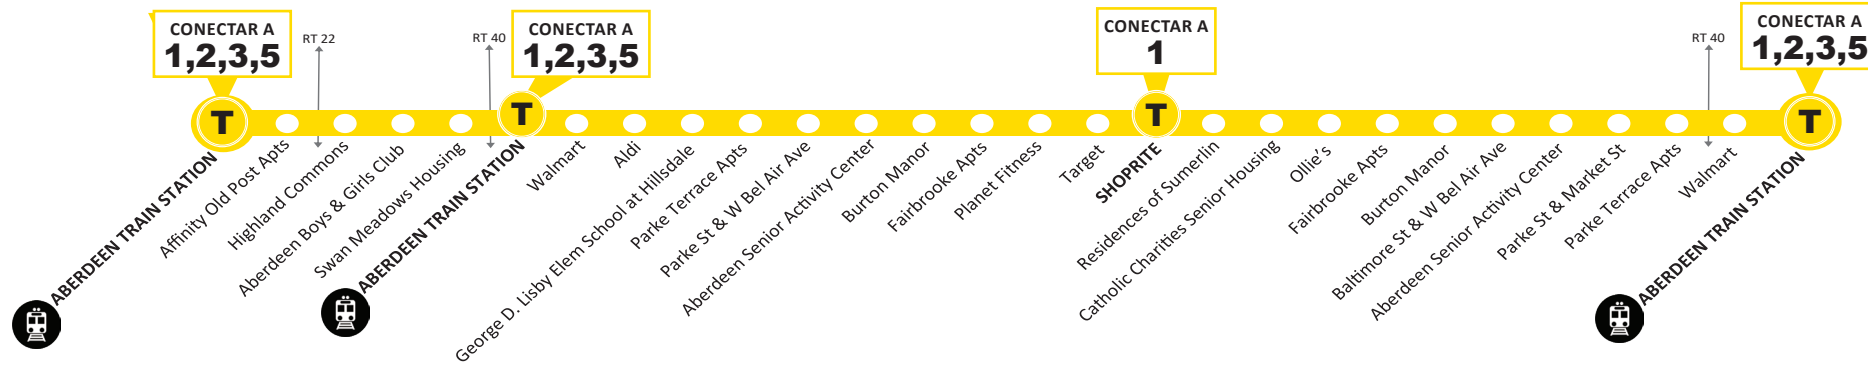 CONECTAR A
1,2,3,5
RT 22
RT 40
CONECTAR A
1,2,3,5
CONECTAR A
1
RT 40
CONECTAR A
1,2,3,5
T
T
T
T
ABERDEEN TRAIN STATION
Affinity Old Post Apts
Highland Commons
Aberdeen Boys & Girls Club
Swan Meadows Housing
ABERDEEN TRAIN STATION
Walmart
Aldi
George D. Lisby Elem School at Hillsdale
Parke Terrace Apts
Parke St & W Bel Air Ave
Aberdeen Senior Activity Center
Burton Manor
Fairbrooke Apts
Planet Fitness
Target
SHOPRITE
Residences of Sumerlin
Catholic Charities Senior Housing
Ollie's
Fairbrooke Apts
Burton Manor
Baltimore St & W Bel Air Ave
Aberdeen Senior Activity Center
Parke St & Market St
Parke Terrace Apts
Walmart
ABERDEEN TRAIN STATION